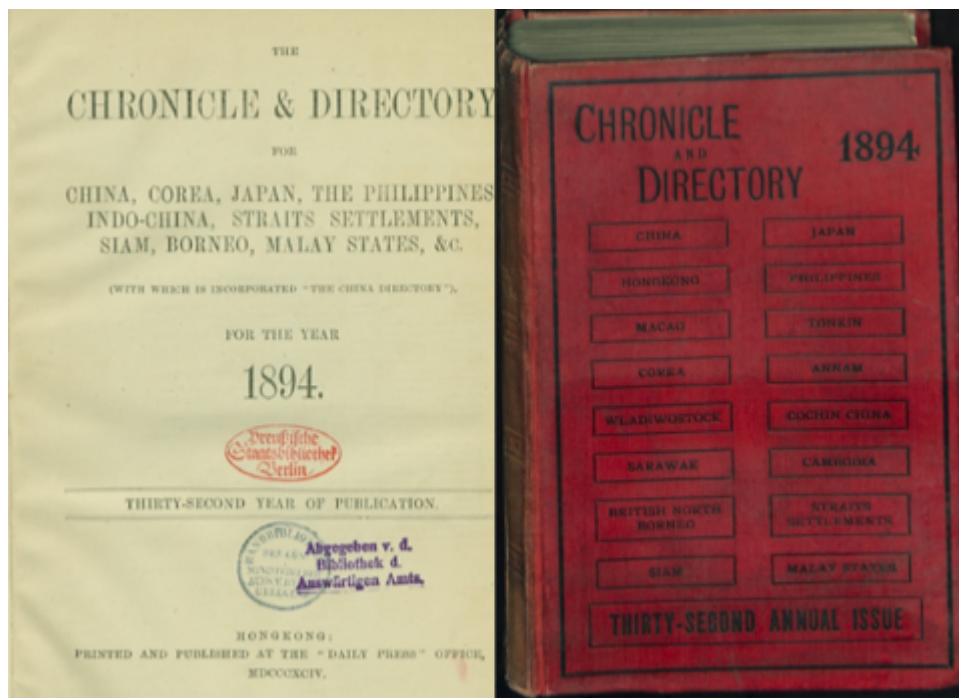 THE
CHRONICLE & DIRECTORY
FOR
CHINA, COREA, JAPAN, THE PHILIPPINES
INDO-CHINA, STRAITS SETTLEMENTS,
SIAM, BORNEO, MALAY STATES, &C.
(WITH WHICH IS INCORPORATED "THE CHINA DIRECTORY"),
FOR THE YEAR
1894.
Preußische
Staatsbibliothek
Berlin
THIRTY-SECOND YEAR OF PUBLICATION.
Abgegeben v. d.
Bibliothek d.
Auswärtigen Amts,
HONGKONG:
PRINTED AND PUBLISHED AT THE "DAILY PRESS" OFFICE,
MDCCCXCIV.
CHRONICLE
AND
DIRECTORY
1894
CHINA
JAPAN
HONGKONG
PHILIPPINES
MACAO
TONKIN
COREA
ANNAM
WLADIWOSTOCK
COCHIN CHINA
SARAWAK
CAMBODIA
BRITISH NORTH
BORNEO
STRAITS
SETTLEMENTS
SIAM
MALAY STATES
THIRTY-SECOND ANNUAL ISSUE